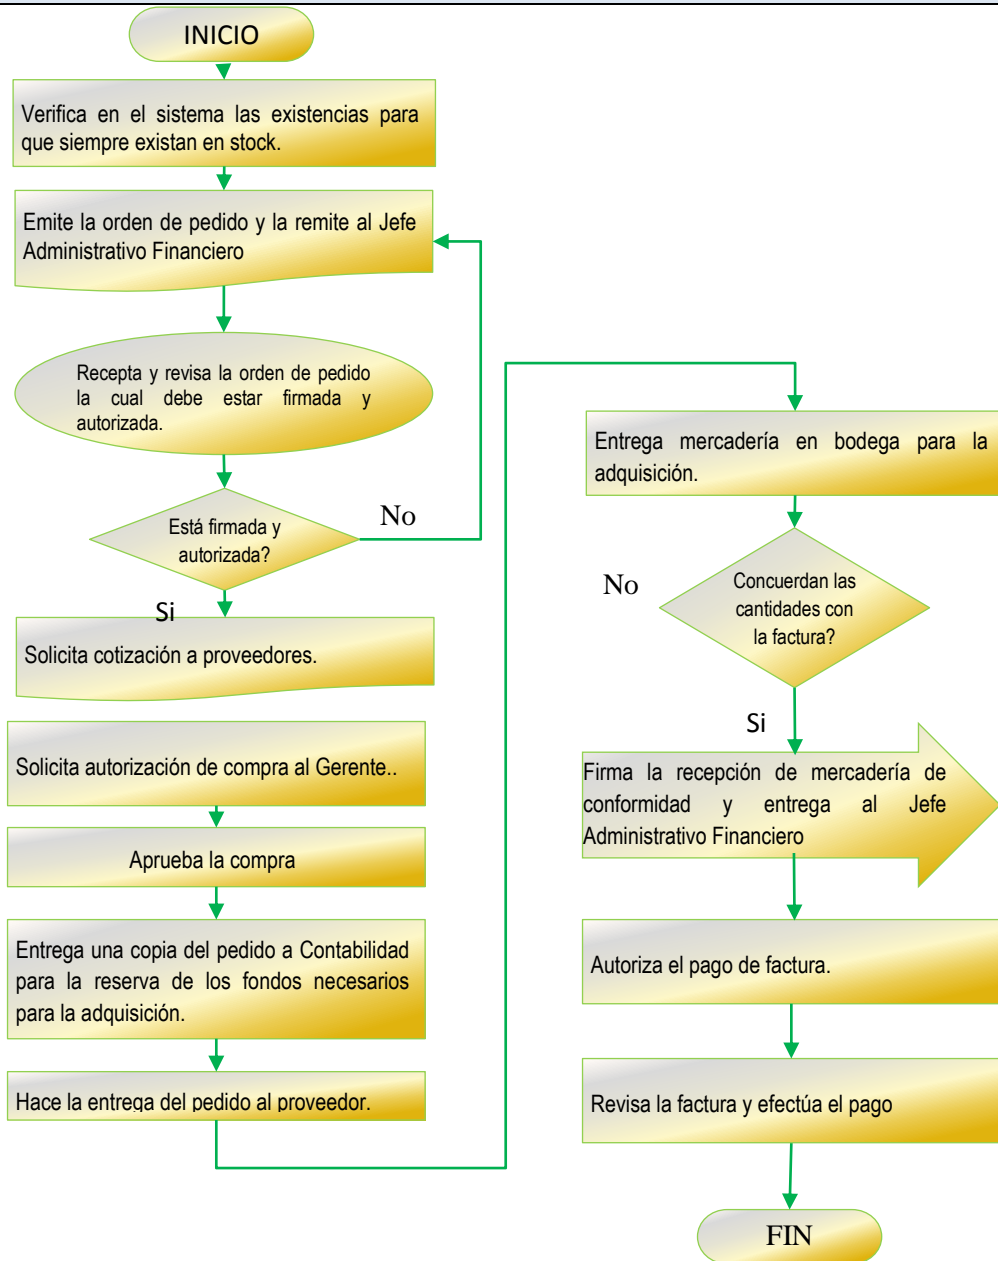 INICIO
Verifica en el sistema las existencias para
que siempre existan en stock.
Emite la orden de pedido y la remite al Jefe
Administrativo Financiero
Recepta y revisa la orden de pedido
la cual debe estar firmada y
autorizada.
Está firmada y
autorizada?
No
Si
Solicita cotización a proveedores.
Solicita autorización de compra al Gerente..
Aprueba la compra
Entrega una copia del pedido a Contabilidad
para la reserva de los fondos necesarios
para la adquisición.
Hace la entrega del pedido al proveedor.
Entrega mercadería en bodega para la
adquisición.
Concuerdan las
cantidades con
la factura?
No
Si
Firma la recepción de mercadería de
conformidad y entrega al Jefe
Administrativo Financiero
Autoriza el pago de factura.
Revisa la factura y efectúa el pago
FIN